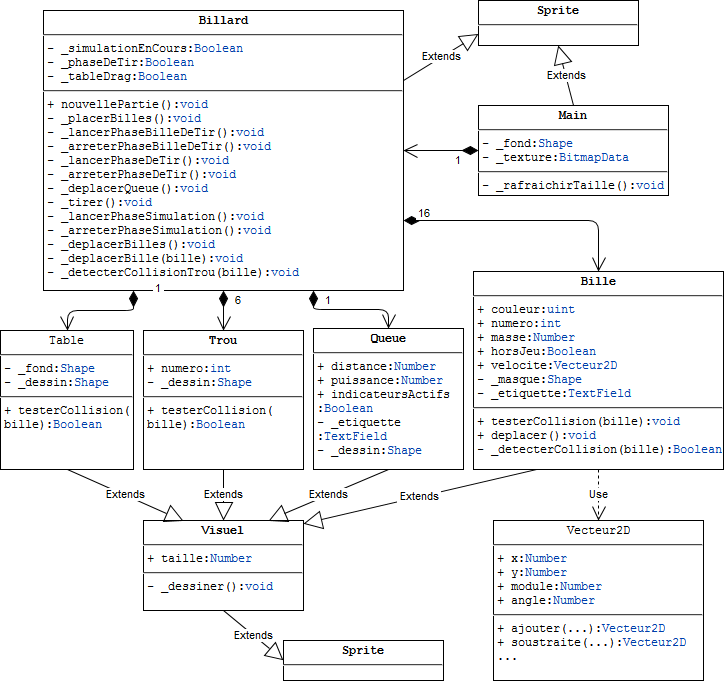 Billard
- _simulationEnCours:Boolean
- _phaseDeTir:Boolean
- _tableDrag:Boolean
+ nouvellePartie():void
- _placerBilles():void
- _lancerPhaseBilleDeTir():void
- _arreterPhaseBilleDeTir():void
- _lancerPhaseDeTir():void
- _arreterPhaseDeTir():void
- _deplacerQueue():void
- _tirer():void
- _lancerPhaseSimulation():void
- _arreterPhaseSimulation():void
- _deplacerBilles():void
- _deplacerBille(bille):void
- _detecterCollisionTrou(bille):void
Sprite
Extends
Extends
Main
- _fond:Shape
- _texture:BitmapData
- _rafraichirTaille():void
1
16
1
6
1
Table
- _fond:Shape
- _dessin:Shape
+ testerCollision(
bille):Boolean
Trou
+ numero:int
- _dessin:Shape
+ testerCollision(
bille):Boolean
Queue
+ distance:Number
+ puissance:Number
+ indicateursActifs
:Boolean
- _etiquette
:TextField
- _dessin:Shape
Bille
+ couleur:uint
+ numero:int
+ masse:Number
+ horsJeu:Boolean
+ velocite:Vecteur2D
- _masque:Shape
- _etiquette:TextField
+ testerCollision(bille):void
+ deplacer():void
- _detecterCollision(bille):Boolean
Extends
Extends
Extends
Extends
Use
Visuel
+ taille:Number
- _dessiner():void
Vecteur2D
+ x:Number
+ y:Number
+ module:Number
+ angle:Number
+ ajouter(...):Vecteur2D
+ soustraite(...):Vecteur2D
...
Extends
Sprite